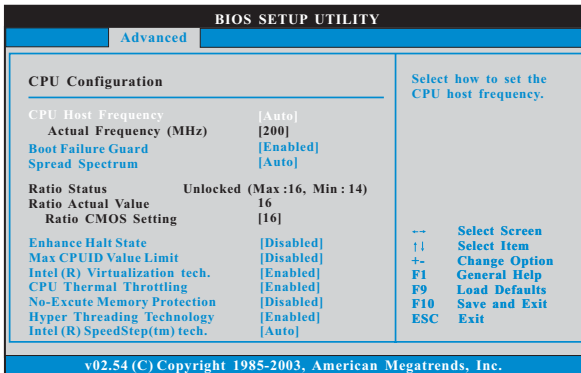 BIOS SETUP UTILITY
Advanced
CPU Configuration
CPU Host Frequency [Auto]
Actual Frequency (MHz) [200]
Boot Failure Guard [Enabled]
Spread Spectrum [Auto]
Ratio Status Unlocked (Max :16, Min : 14)
Ratio Actual Value 16
Ratio CMOS Setting [16]
Enhance Halt State [Disabled]
Max CPUID Value Limit [Disabled]
Intel (R) Virtualization tech. [Enabled]
CPU Thermal Throttling [Enabled]
No-Excute Memory Protection [Disabled]
Hyper Threading Technology [Enabled]
Intel (R) SpeedStep(tm) tech. [Auto]
Select how to set the
CPU host frequency.
←→ Select Screen
↑↓ Select Item
+- Change Option
F1 General Help
F9 Load Defaults
F10 Save and Exit
ESC Exit
v02.54 (C) Copyright 1985-2003, American Megatrends, Inc.